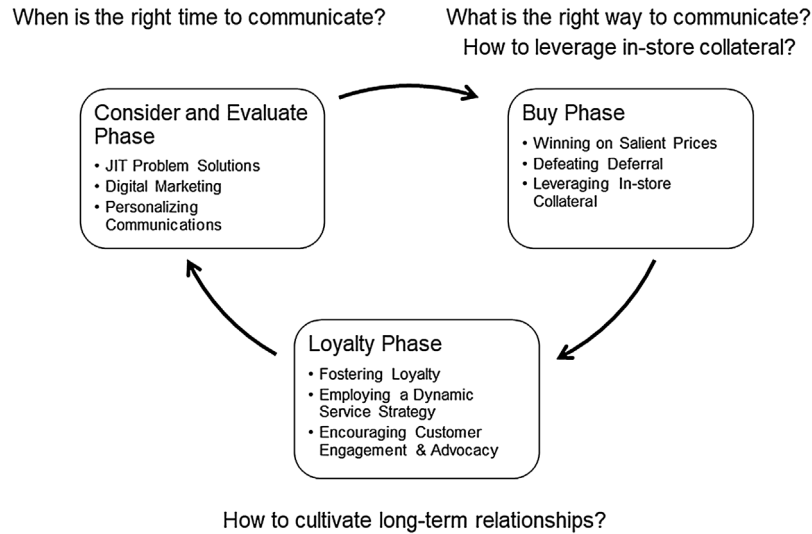 When is the right time to communicate?
What is the right way to communicate?
How to leverage in-store collateral?
Consider and Evaluate
Phase
• JIT Problem Solutions
• Digital Marketing
• Personalizing
Communications
Buy Phase
• Winning on Salient Prices
• Defeating Deferral
• Leveraging In-store
Collateral
Loyalty Phase
• Fostering Loyalty
• Employing a Dynamic
Service Strategy
• Encouraging Customer
Engagement & Advocacy
How to cultivate long-term relationships?